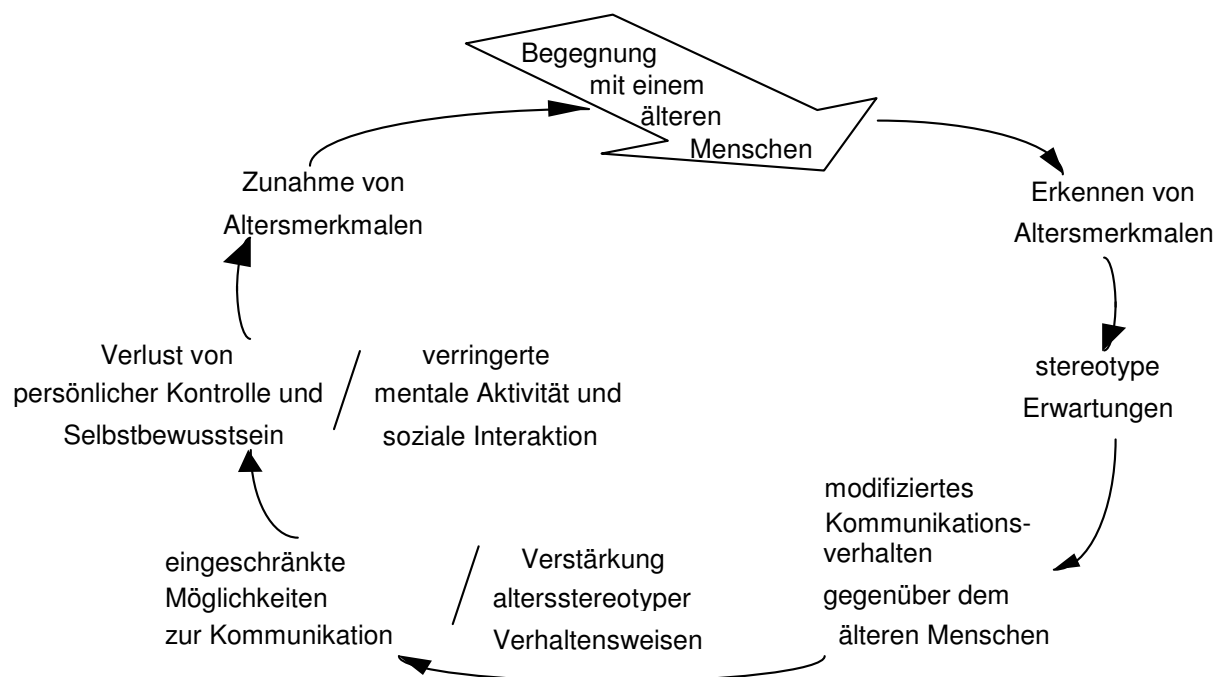 Begegnung
mit einem
älteren
Menschen
Erkennen von
Altersmerkmalen
stereotype
Erwartungen
modifiziertes
Kommunikations-
verhalten
gegenüber dem
älteren Menschen
Verstärkung
altersstereotyper
Verhaltensweisen
/
eingeschränkte
Möglichkeiten
zur Kommunikation
Verlust von
persönlicher Kontrolle und
Selbstbewusstsein
/
verringerte
mentale Aktivität und
soziale Interaktion
Zunahme von
Altersmerkmalen